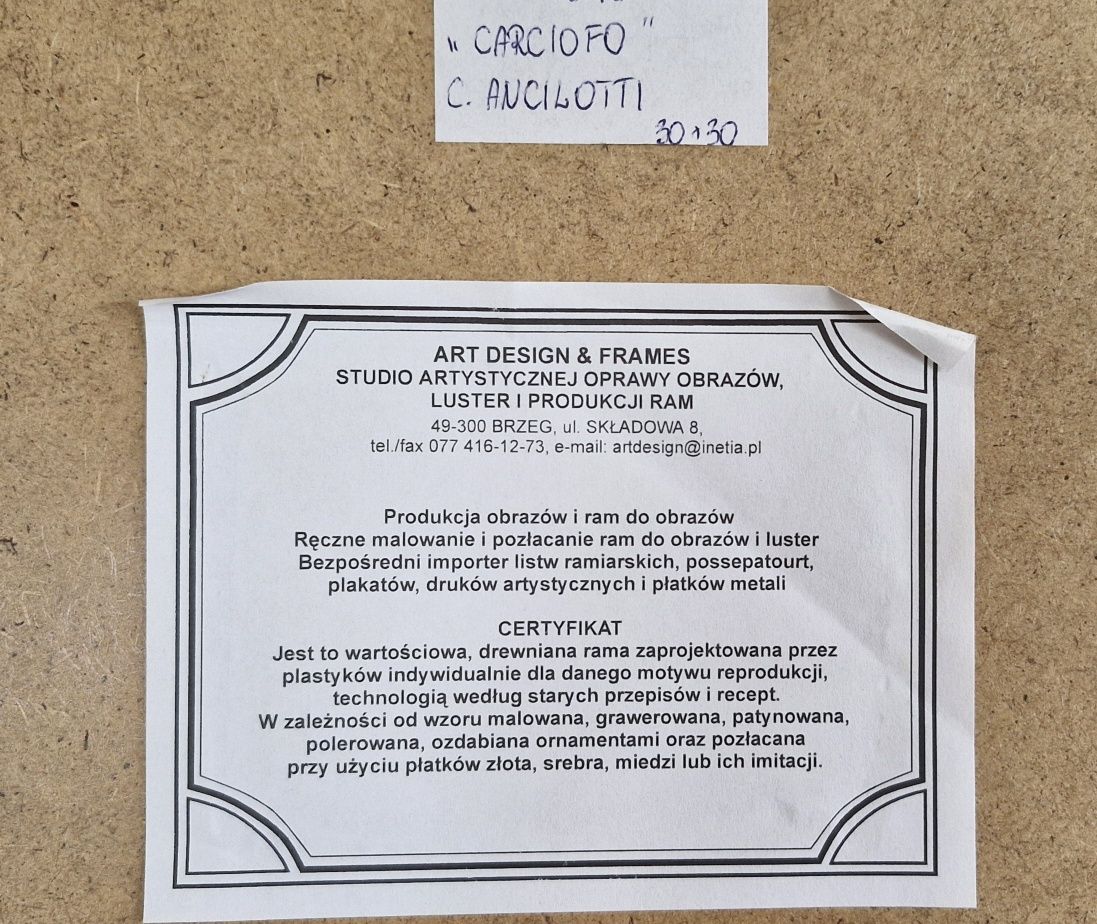 „ CARCIOFO "
C. ANCILOTTI
30x30
ART DESIGN & FRAMES
STUDIO ARTYSTYCZNEJ OPRAWY OBRAZÓW,
LUSTER I PRODUKCJI RAM
49-300 BRZEG, ul. SKŁADOWA 8,
tel./fax 077 416-12-73, e-mail: artdesign@inetia.pl
Produkcja obrazów i ram do obrazów
Ręczne malowanie i pozłacanie ram do obrazów i luster
Bezpośredni importer listw ramiarskich, possepatourt,
plakatów, druków artystycznych i płatków metali
CERTYFIKAT
Jest to wartościowa, drewniana rama zaprojektowana przez
plastyków indywidualnie dla danego motywu reprodukcji,
technologią według starych przepisów i recept.
W zależności od wzoru malowana, grawerowana, patynowana,
polerowana, ozdabiana ornamentami oraz pozłacana
przy użyciu płatków złota, srebra, miedzi lub ich imitacji.